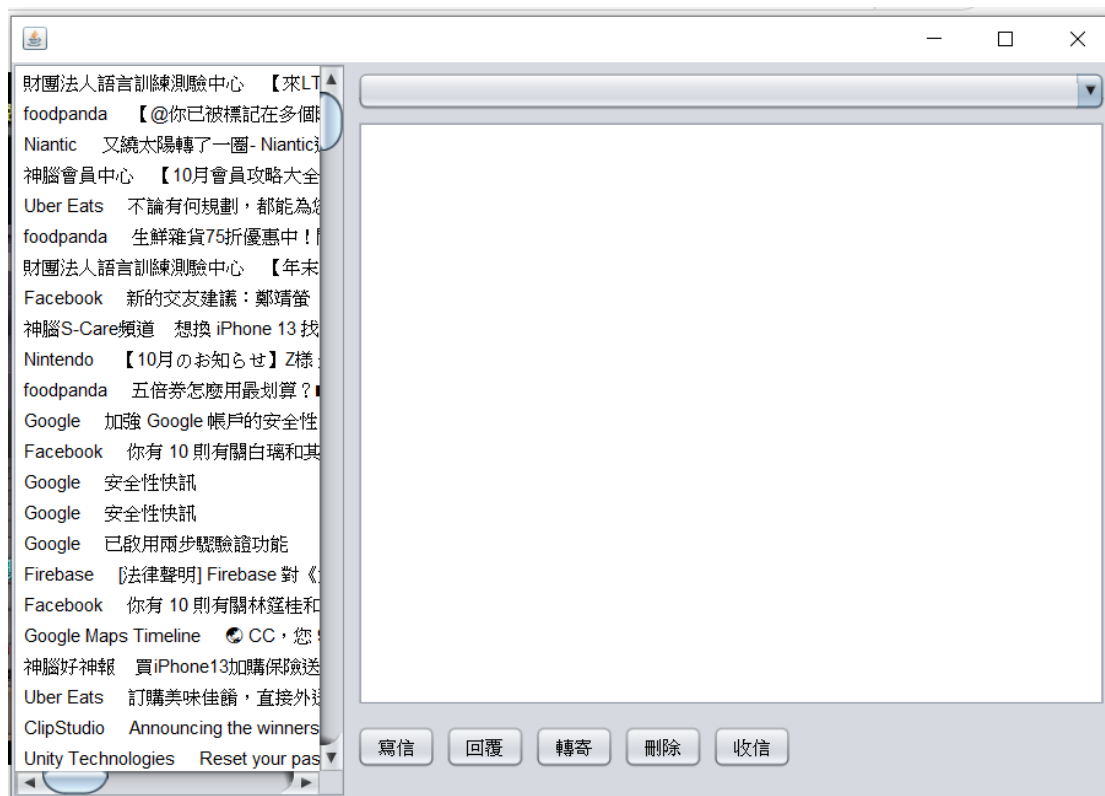 財團法人語言訓練測驗中心 【來LT
foodpanda 【@你已被標記在多個
Niantic 又繞太陽轉了一圈- Niantic
神腦會員中心 【10月會員攻略大全
Uber Eats 不論有何規劃,都能為您
foodpanda 生鮮雜貨75折優惠中!
財團法人語言訓練測驗中心 【年末
Facebook 新的交友建議:鄭靖螢
神腦S-Care頻道 想換 iPhone 13 找
Nintendo 【10月のお知らせ】Z様
foodpanda 五倍券怎麼用最划算?
Google 加強 Google 帳戶的安全性
Facebook 你有 10 則有關白璃和其
Google 安全性快訊
Google 安全性快訊
Google 已啟用兩步驟驗證功能
Firebase [法律聲明] Firebase 對《
Facebook 你有 10 則有關林筳桂和
Google Maps Timeline 🌏 CC,您
神腦好神報 買iPhone13加購保險送
Uber Eats 訂購美味佳餚,直接外送
ClipStudio Announcing the winners
Unity Technologies Reset your pas
寫信 回覆 轉寄 刪除 收信